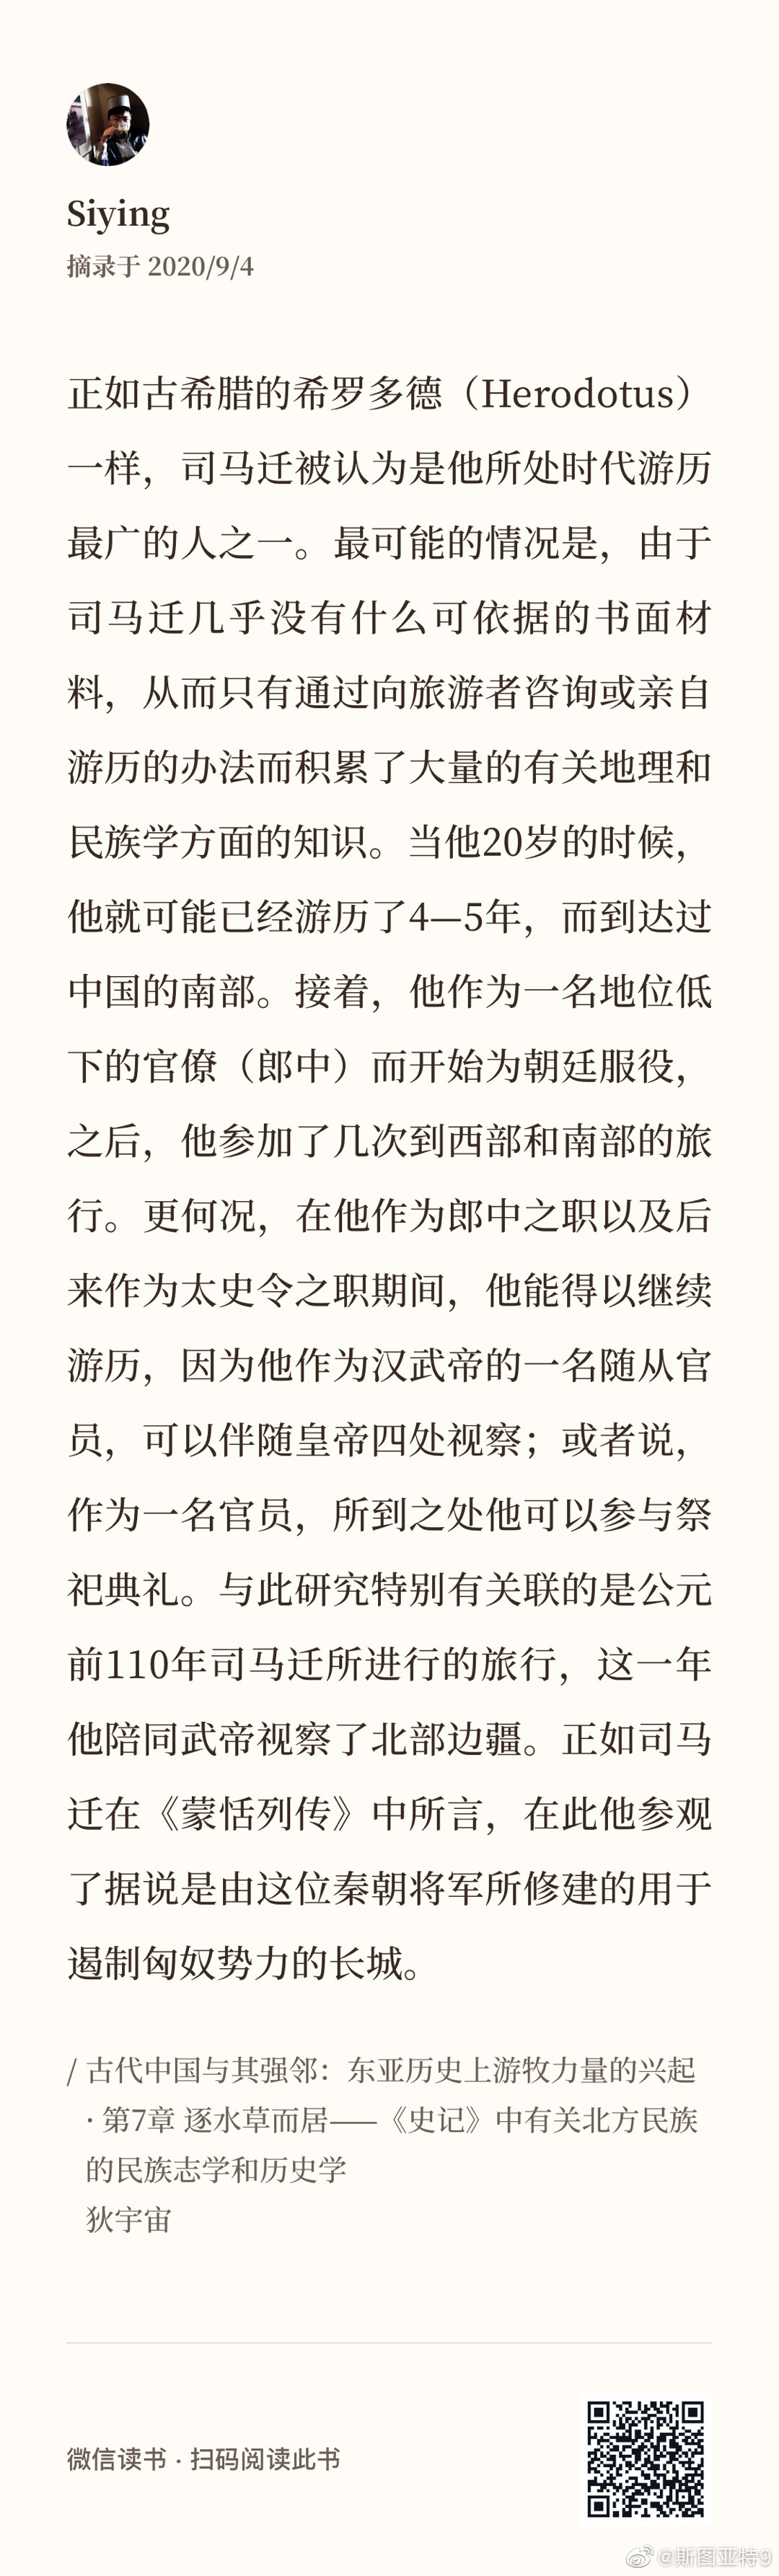 Siying
摘录于 2020/9/4
正如古希腊的希罗多德（Herodotus）
一样，司马迁被认为是他所处时代游历
最广的人之一。最可能的情况是，由于
司马迁几乎没有什么可依据的书面材
料，从而只有通过向旅游者咨询或亲自
游历的办法而积累了大量的有关地理和
民族学方面的知识。当他20岁的时候，
他就可能已经游历了4—5年，而到达过
中国的南部。接着，他作为一名地位低
下的官僚（郎中）而开始为朝廷服役，
之后，他参加了几次到西部和南部的旅
行。更何况，在他作为郎中之职以及后
来作为太史令之职期间，他能得以继续
游历，因为他作为汉武帝的一名随从官
员，可以伴随皇帝四处视察；或者说，
作为一名官员，所到之处他可以参与祭
祀典礼。与此研究特别有关联的是公元
前110年司马迁所进行的旅行，这一年
他陪同武帝视察了北部边疆。正如司马
迁在《蒙恬列传》中所言，在此他参观
了据说是由这位秦朝将军所修建的用于
遏制匈奴势力的长城。
/ 古代中国与其强邻：东亚历史上游牧力量的兴起
· 第7章 逐水草而居——《史记》中有关北方民族
的民族志学和历史学
狄宇宙
微信读书 · 扫码阅读此书
@斯图亚特9